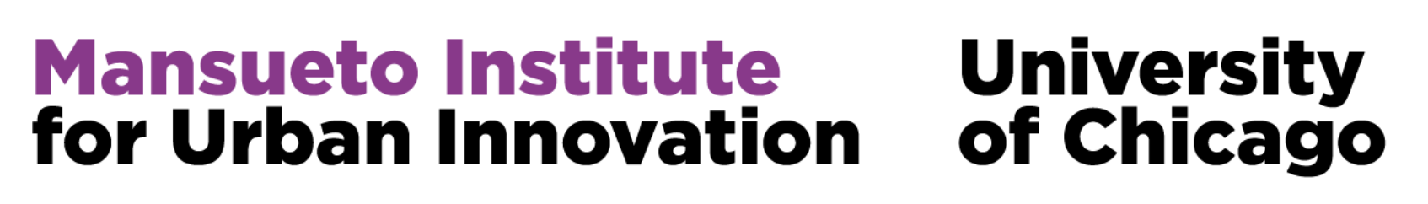 Mansueto Institute
for Urban Innovation
University
of Chicago